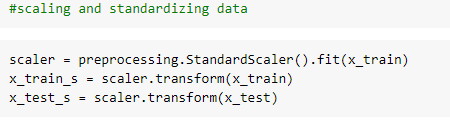 #scaling and standardizing data
scaler = preprocessing.StandardScaler().fit(x_train)
x_train_s = scaler.transform(x_train)
x_test_s = scaler.transform(x_test)